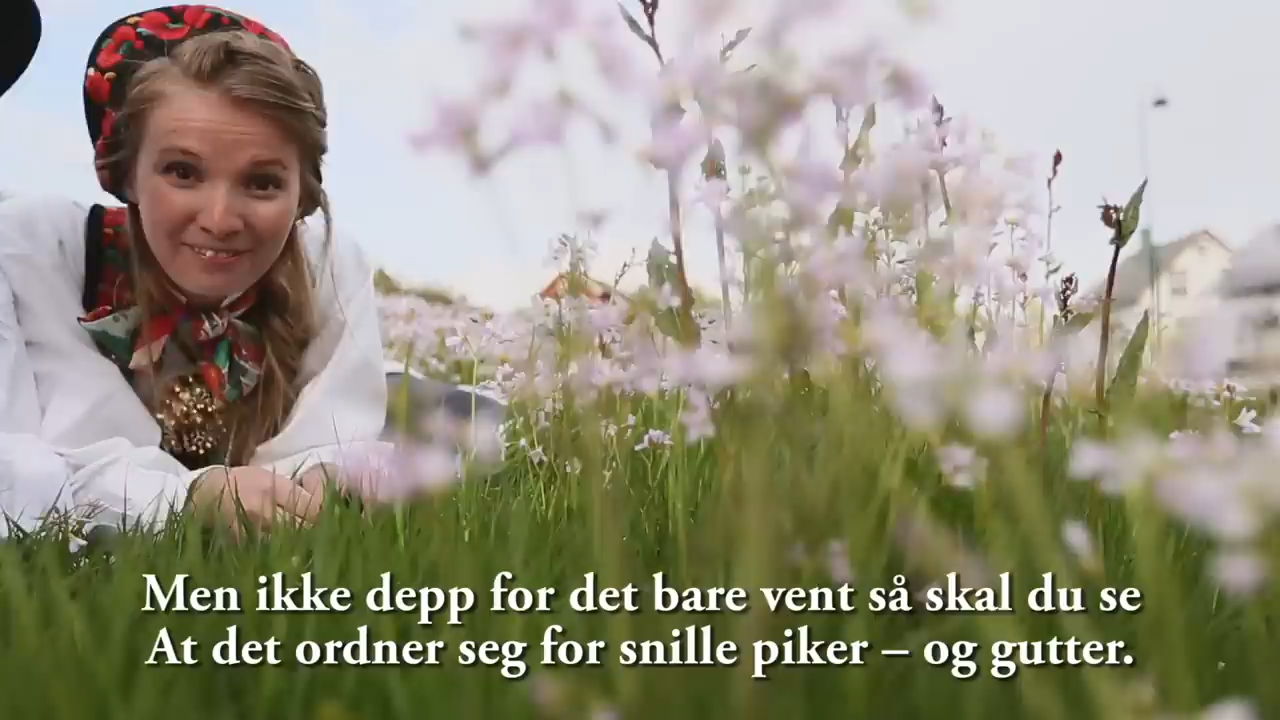 Men ikke depp for det bare vent så skal du se
At det ordner seg for snille piker – og gutter.